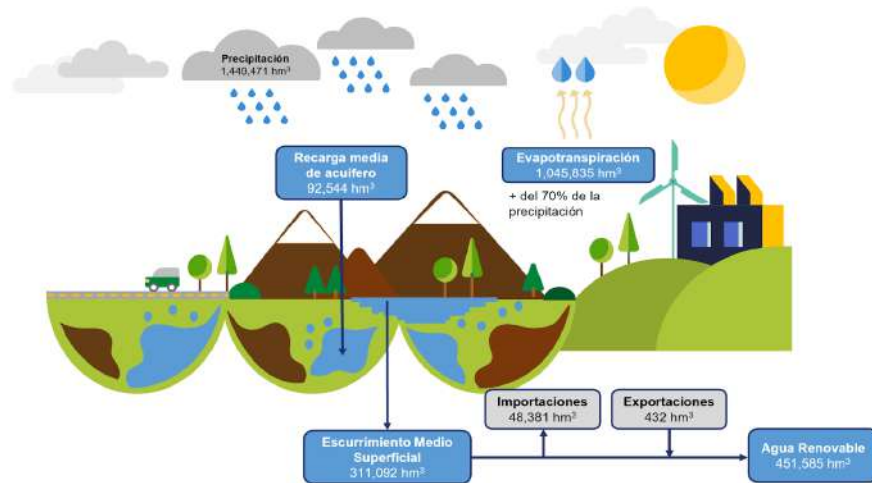 Precipitación
1,449,471 hm³
Recarga media
de acuífero
92,544 hm³
Evapotranspiración
1,045,835 hm³
+ del 70% de la
precipitación
Importaciones
48,381 hm³
Exportaciones
432 hm³
Escurrimiento Medio
Superficial
311,092 hm³
Agua Renovable
451,585 hm³